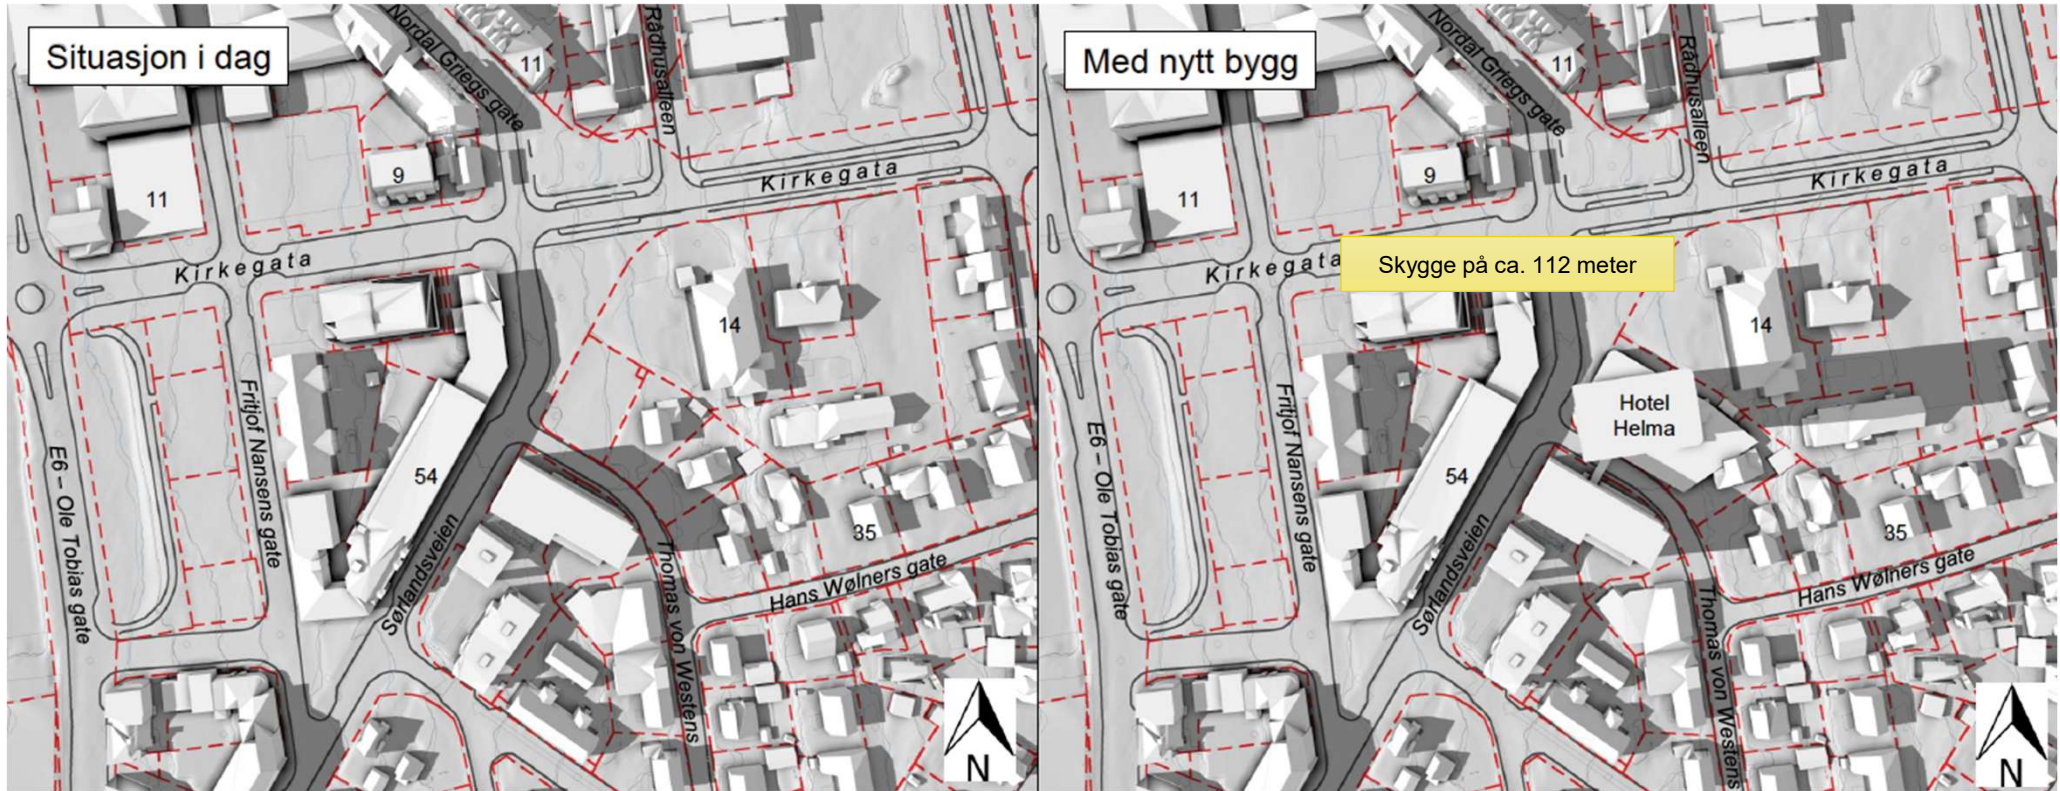 Situasjon i dag
Nordal Griegs gate
11
Rådhusalleen
9
11
Kirkegata
Kirkegata
14
54
35
E6 – Ole Tobias gate
Fritjof Nansens gate
Sørlandsveien
Thomas von Westens
Hans Wølners gate
N
Med nytt bygg
Nordal Griegs gate
11
Rådhusalleen
9
11
Kirkegata
Kirkegata
Skygge på ca. 112 meter
14
Hotel
Helma
54
35
E6 – Ole Tobias gate
Fritjof Nansens gate
Sørlandsveien
Thomas von Westens
Hans Wølners gate
N